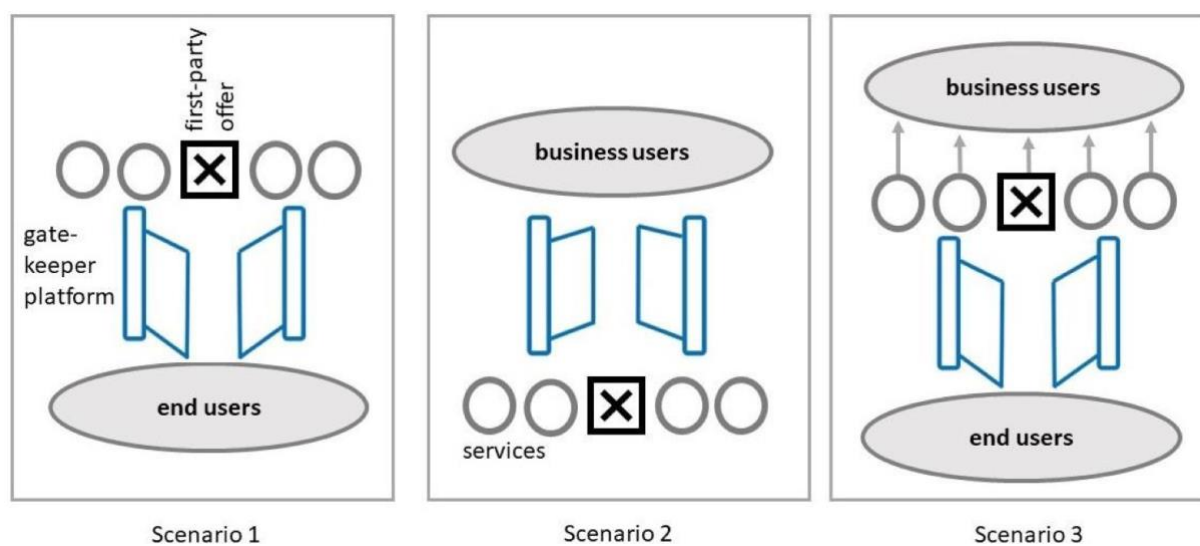 first-party
offer
gate-
keeper
platform
end users
Scenario 1
business users
services
Scenario 2
business users
end users
Scenario 3